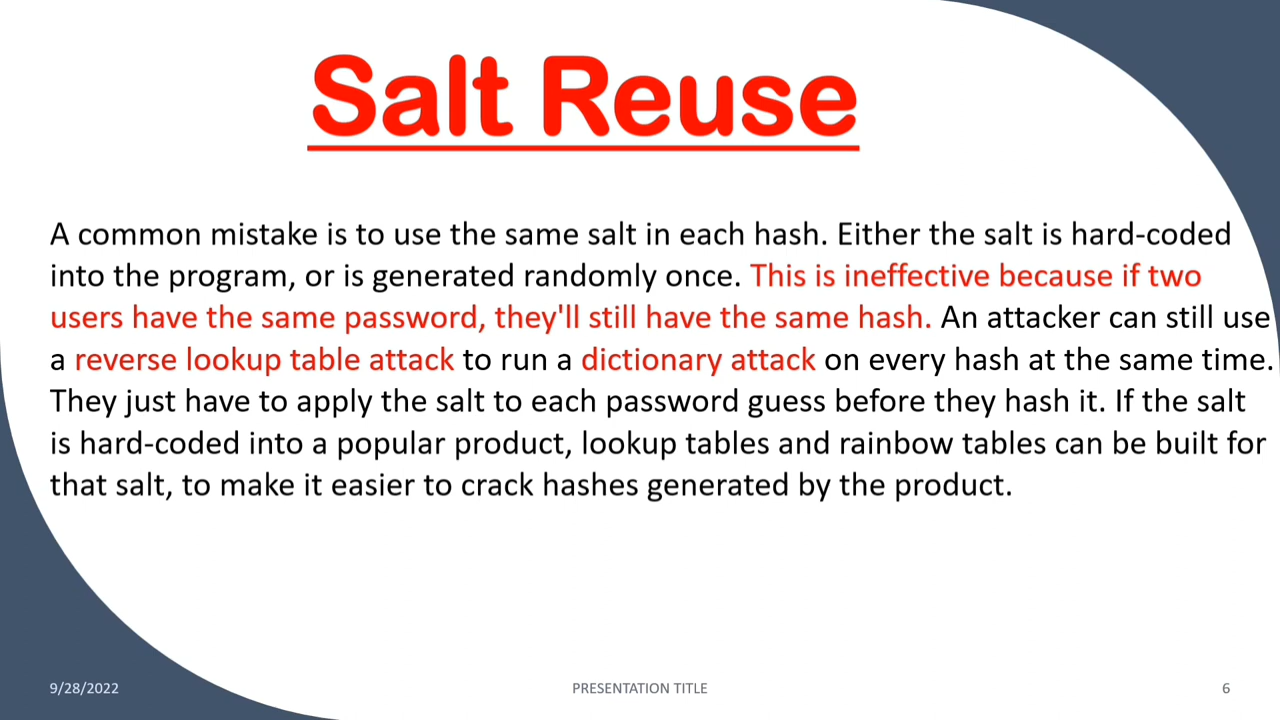 Salt Reuse
A common mistake is to use the same salt in each hash. Either the salt is hard-coded
into the program, or is generated randomly once. This is ineffective because if two
users have the same password, they'll still have the same hash. An attacker can still use
a reverse lookup table attack to run a dictionary attack on every hash at the same time.
They just have to apply the salt to each password guess before they hash it. If the salt
is hard-coded into a popular product, lookup tables and rainbow tables can be built for
that salt, to make it easier to crack hashes generated by the product.
9/28/2022
PRESENTATION TITLE
6